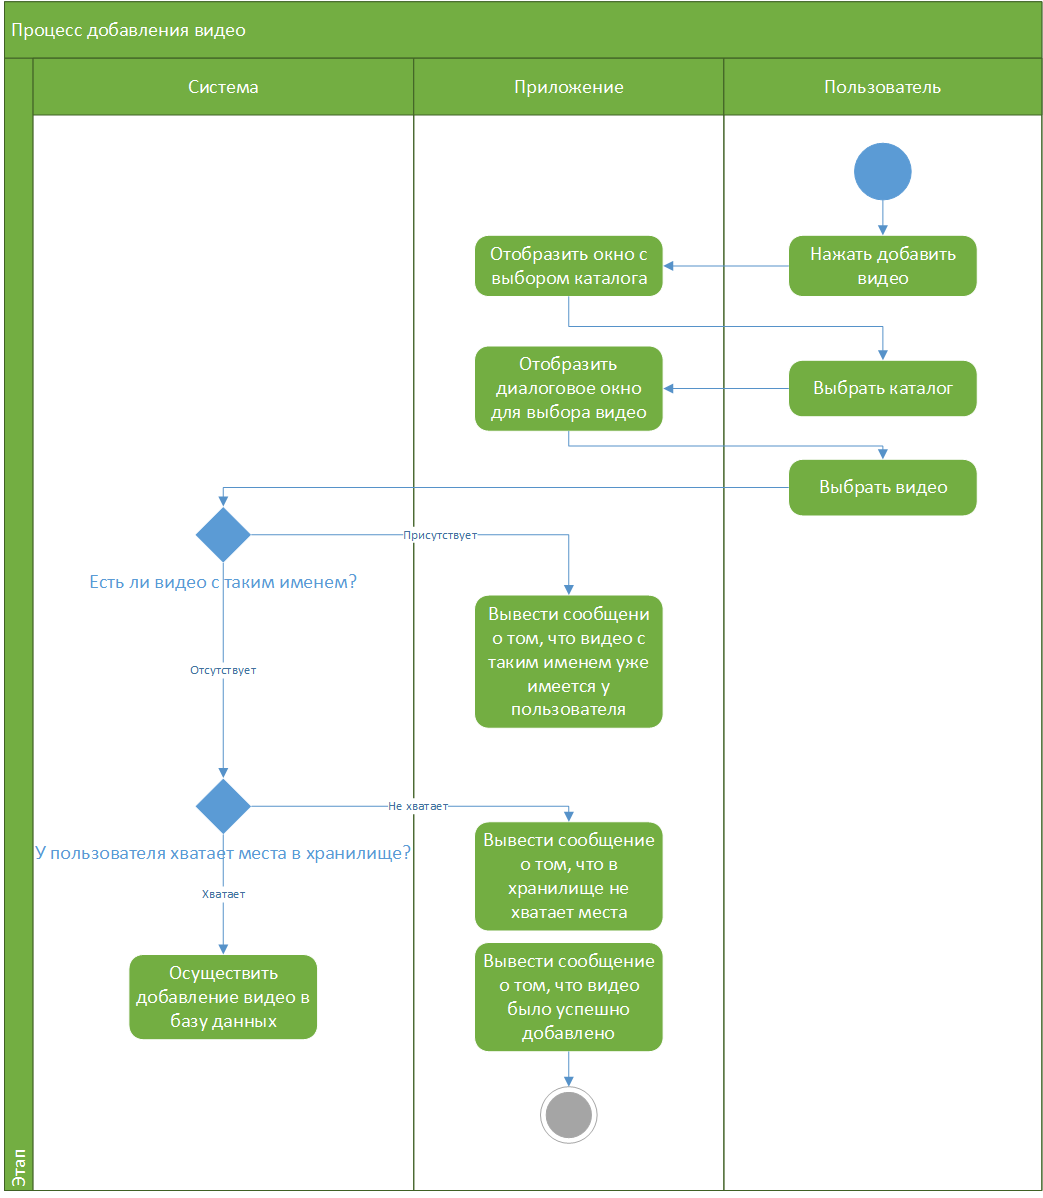 Процесс добавления видео
Система
Приложение
Пользователь
Нажать добавить
видео
Отобразить окно с
выбором каталога
Выбрать каталог
Отобразить
диалоговое окно
для выбора видео
Выбрать видео
Присутствует
Есть ли видео с таким именем?
Вывести сообщени
о том, что видео с
таким именем уже
имеется у
пользователя
Отсутствует
Не хватает
У пользователя хватает места в хранилище?
Вывести сообщение
о том, что в
хранилище не
хватает места
Хватает
Осуществить
добавление видео в
базу данных
Вывести сообщение
о том, что видео
было успешно
добавлено
Этап